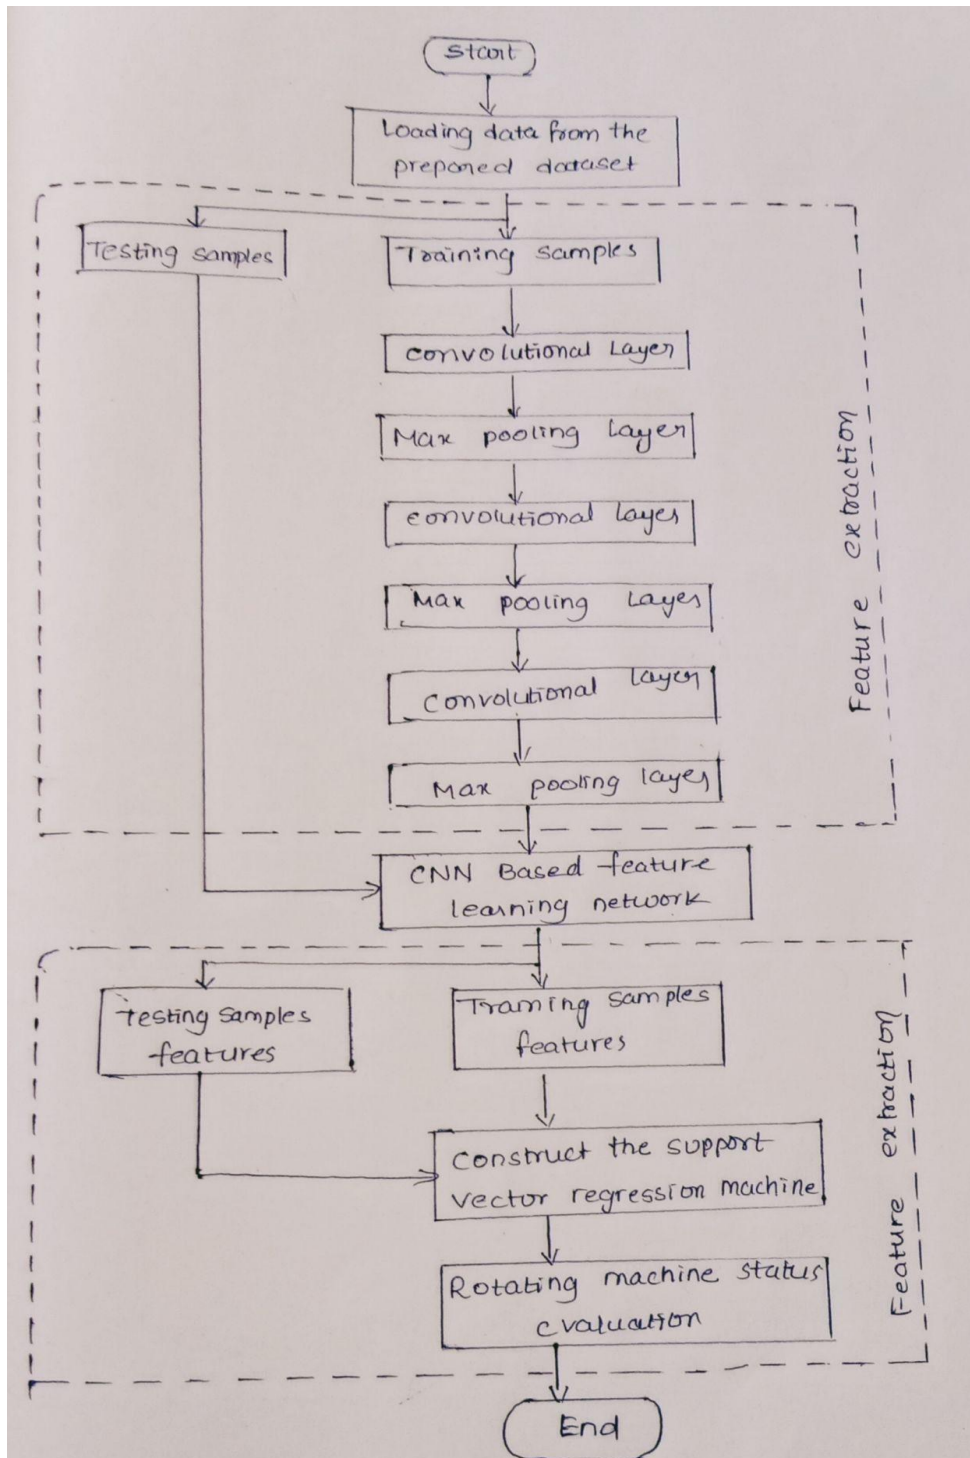 Start
Loading data from the
prepared dataset
Testing samples
Training samples
convolutional Layer
Max pooling Layer
convolutional layer
Max pooling Layer
Convolutional layer
Max pooling layer
Feature extraction
CNN Based feature
learning network
Testing samples
features
Training samples
features
Construct the support
vector regression machine
Rotating machine status
evaluation
Feature extraction
End